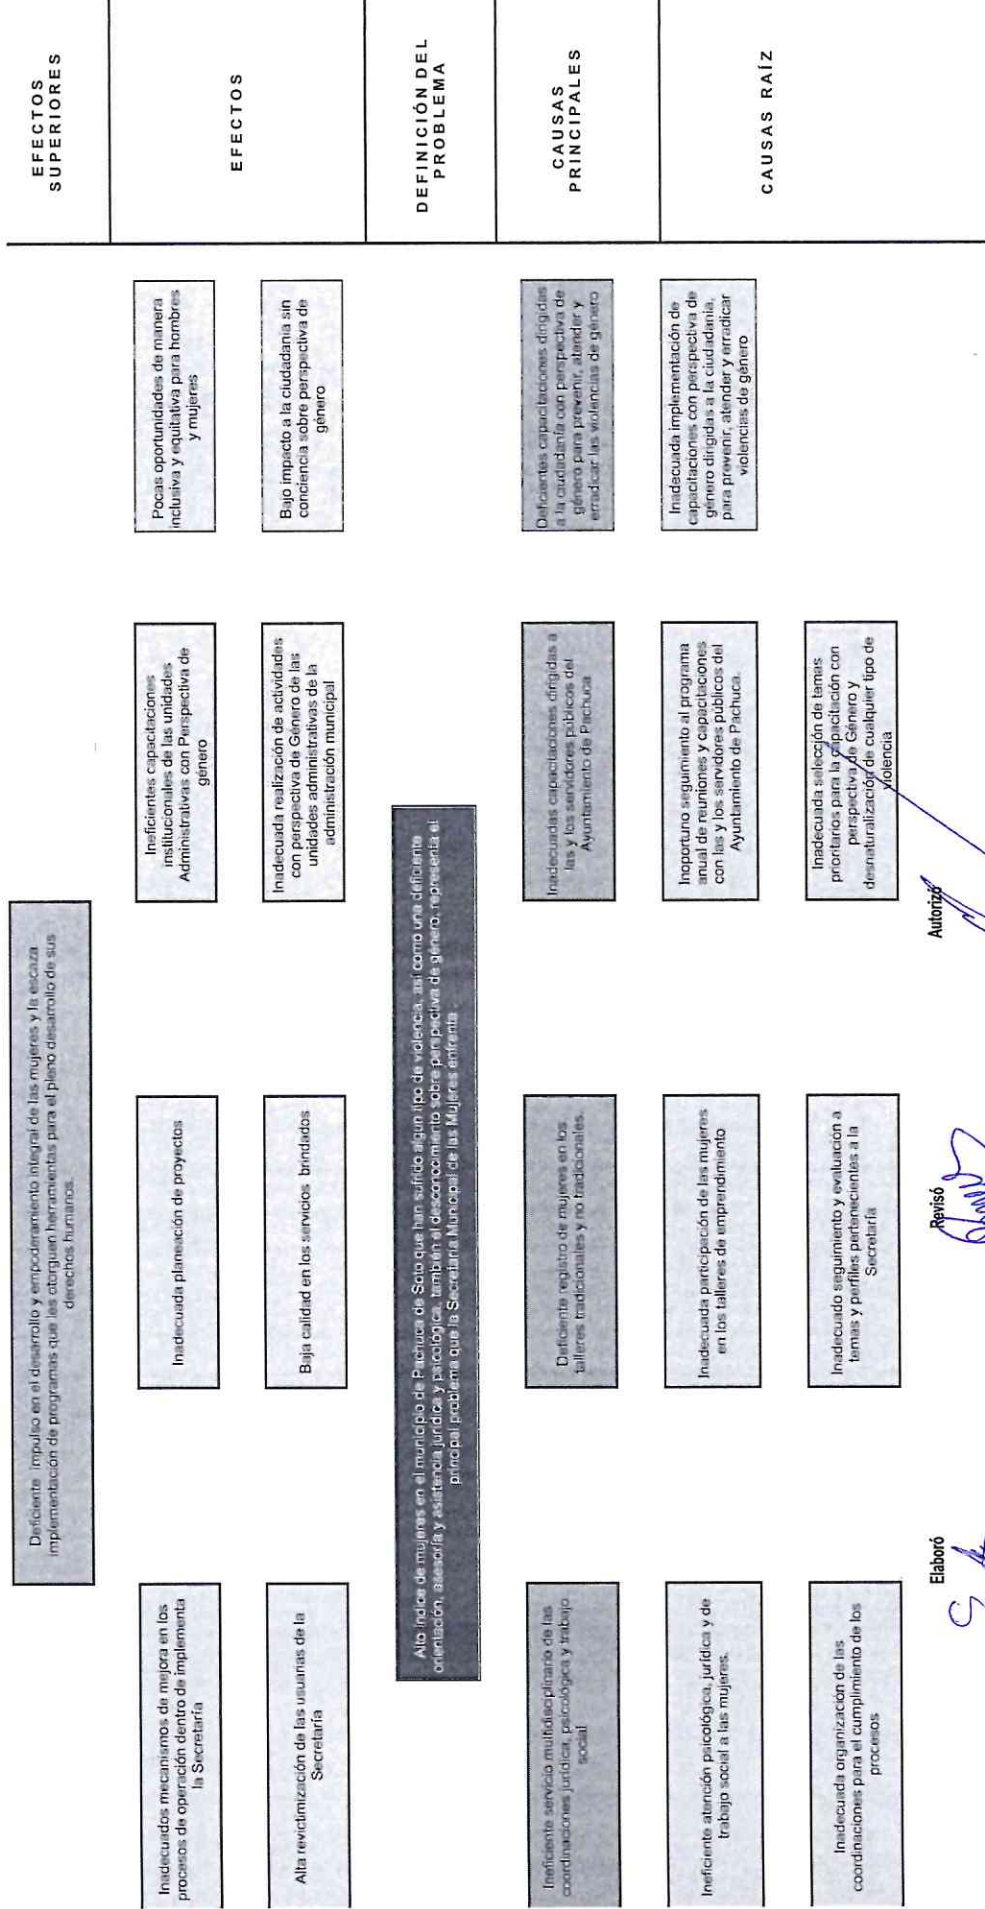 EFECTOS
SUPERIORES
Deficiente impulso en el desarrollo y empoderamiento integral de las mujeres y la escaza
implementación de programas que les otorguen herramientas para el pleno desarrollo de sus
derechos humanos.
EFECTOS
Inadecuados mecanismos de mejora en los
procesos de operación dentro de implementa
la Secretaría
Inadecuada planeación de proyectos
Ineficientes capacitaciones
institucionales de las unidades
Administrativas con Perspectiva de
género
Pocas oportunidades de manera
inclusiva y equitativa para hombres
y mujeres
Alta revictimización de las usuarias de la
Secretaría
Baja calidad en los servicios brindados
Inadecuada realización de actividades
con perspectiva de Género de las
unidades administrativas de la
administración municipal
Bajo impacto a la ciudadanía sin
conciencia sobre perspectiva de
género
DEFINICIÓN DEL
PROBLEMA
Alto índice de mujeres en el municipio de Pachuca de Soto que han sufrido algun tipo de violencia, así como una deficiente
orientación, asesoría y asistencia jurídica y psicológica, también el desconocimiento sobre perspectiva de género, representa el
principal problema que la Secretaría Municipal de las Mujeres enfrenta .
CAUSAS
PRINCIPALES
Ineficiente servicio multidisciplinario de las
coordinaciones jurídica, psicológica y trabajo
social
Deficiente registro de mujeres en los
talleres tradicionales y no tradicionales.
Inadecuadas capacitaciones dirigidas a
las y los servidores públicos del
Ayuntamiento de Pachuca
Deficientes capacitaciones dirigidas
a la ciudadanía con perspectiva de
género para prevenir, atender y
erradicar las violencias de género
CAUSAS RAÍZ
Ineficiente atención psicológica, jurídica y de
trabajo social a las mujeres.
Inadecuada participación de las mujeres
en los talleres de emprendimiento
Inoportuno seguimiento al programa
anual de reuniones y capacitaciones
con las y los servidores públicos del
Ayuntamiento de Pachuca.
Inadecuada implementación de
capacitaciones con perspectiva de
género dirigidas a la ciudadanía,
para prevenir, atender y erradicar
violencias de género
Inadecuada organización de las
coordinaciones para el cumplimiento de los
procesos
Inadecuado seguimiento y evaluación a
temas y perfiles pertenecientes a la
Secretaría
Inadecuada selección de temas
prioritarios para la capacitación con
perspectiva de Género y
desnaturalización de cualquier tipo de
violencia
Elaboró
Revisó
Autorizó